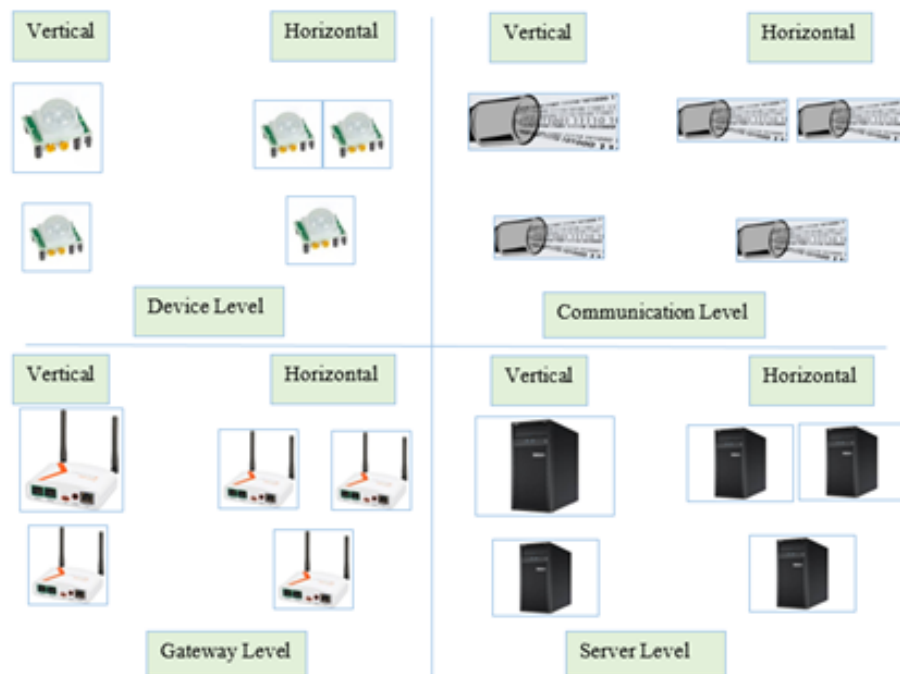 Vertical
Horizontal
Vertical
Horizontal
Device Level
Communication Level
Vertical
Horizontal
Vertical
Horizontal
Gateway Level
Server Level